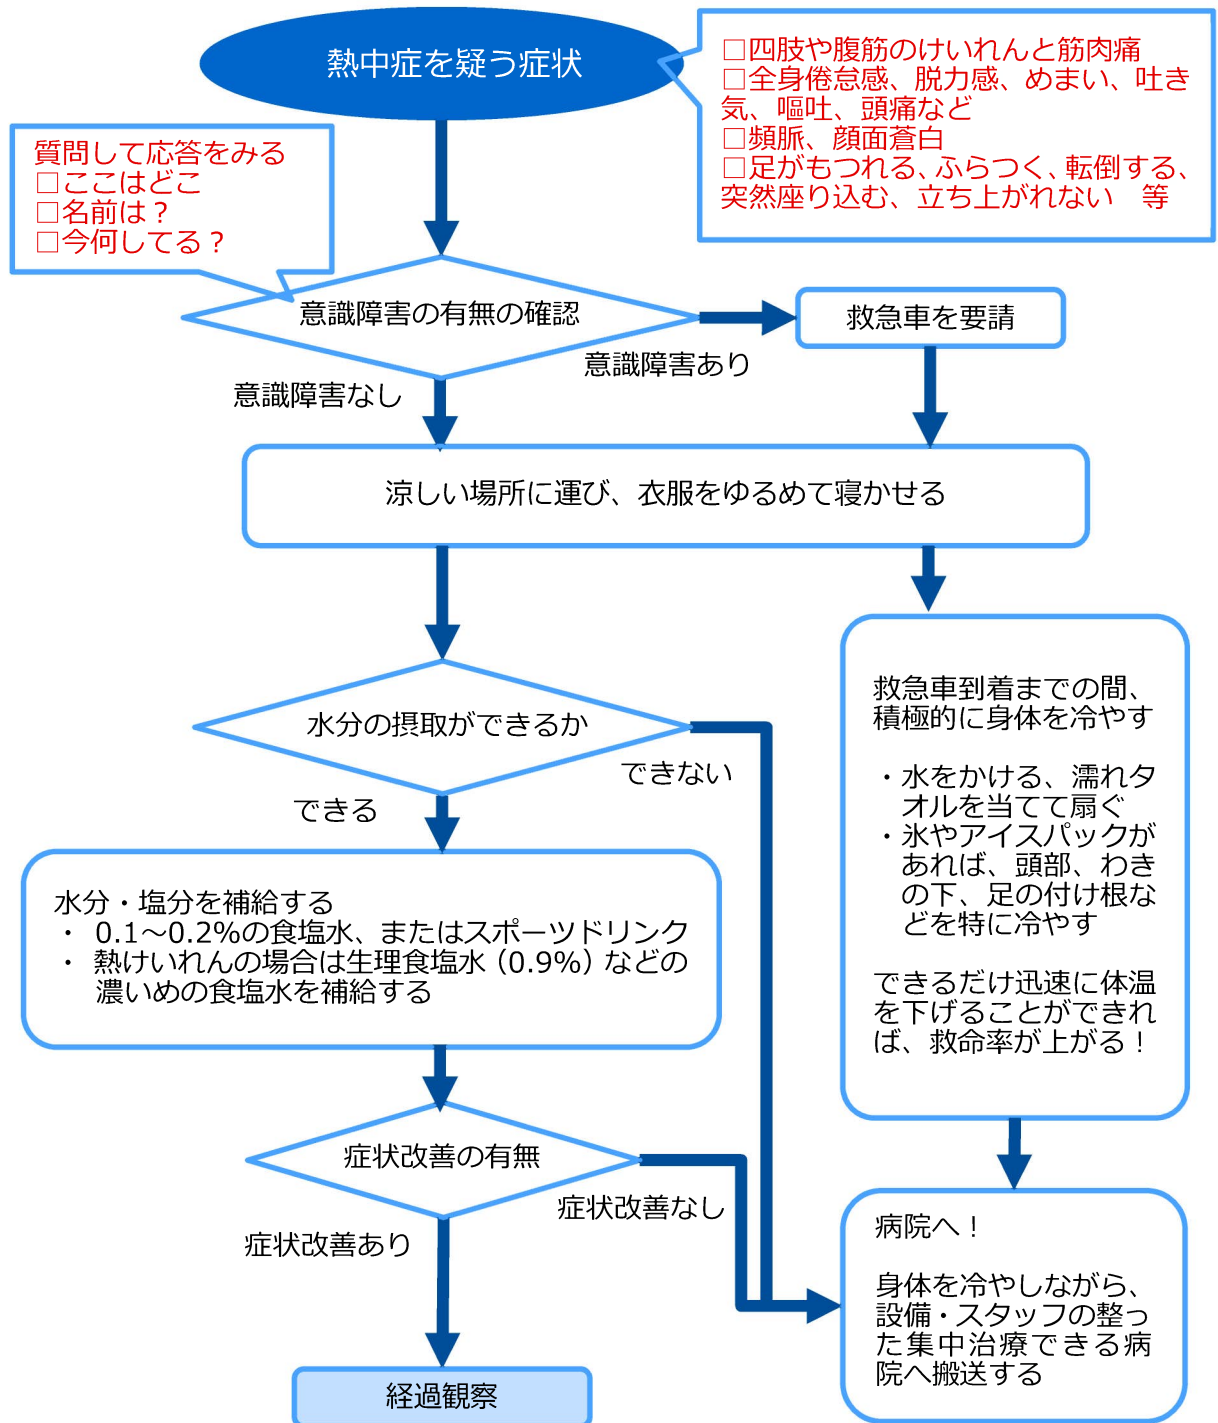 熱中症を疑う症状
□四肢や腹筋のけいれんと筋肉痛
□全身倦怠感、脱力感、めまい、吐き
気、嘔吐、頭痛など
□頻脈、顔面蒼白
□足がもつれる、ふらつく、転倒する、
突然座り込む、立ち上がれない　等
質問して応答をみる
□ここはどこ
□名前は？
□今何してる？
意識障害の有無の確認
救急車を要請
意識障害あり
意識障害なし
涼しい場所に運び、衣服をゆるめて寝かせる
水分の摂取ができるか
できない
できる
救急車到着までの間、
積極的に身体を冷やす
・水をかける、濡れタ
オルを当てて扇ぐ
・氷やアイスパックが
あれば、頭部、わき
の下、足の付け根な
どを特に冷やす
できるだけ迅速に体温
を下げることができれ
ば、救命率が上がる！
水分・塩分を補給する
・ 0.1～0.2%の食塩水、またはスポーツドリンク
・ 熱けいれんの場合は生理食塩水（0.9%）などの
濃いめの食塩水を補給する
症状改善の有無
症状改善なし
症状改善あり
病院へ！
身体を冷やしながら、
設備・スタッフの整っ
た集中治療できる病
院へ搬送する
経過観察